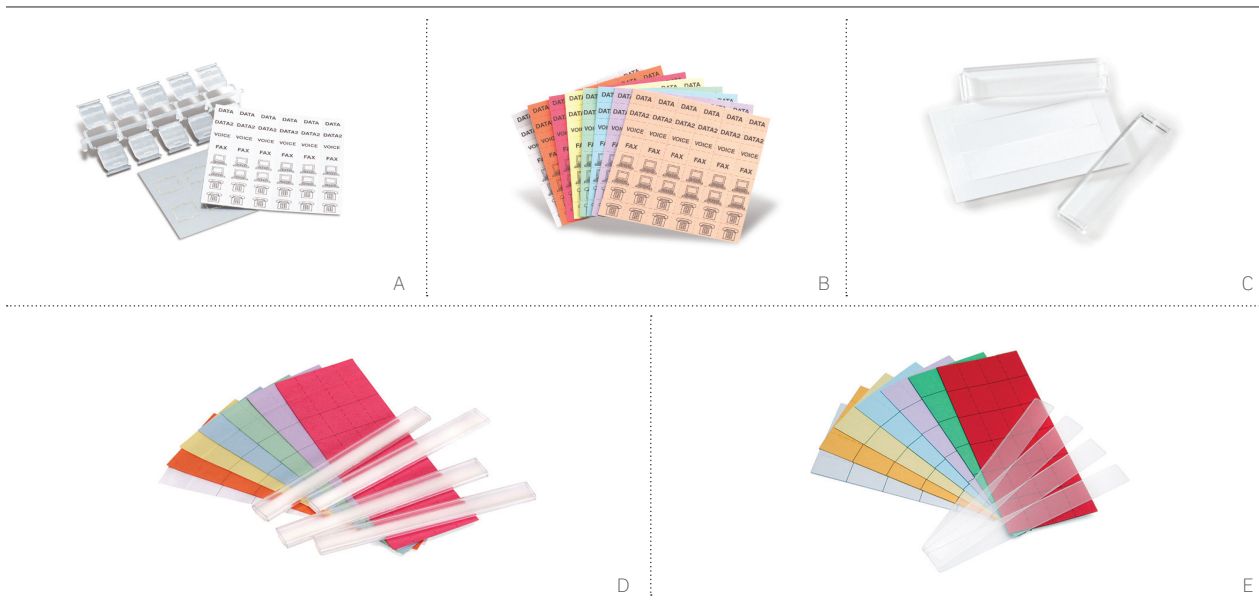 DATA DATA DATA DATA DATA DATA
DATA2 DATA2 DATA2 DATA2 DATA2 DATA2
VOICE VOICE VOICE VOICE VOICE VOICE
FAX FAX FAX FAX FAX FAX
A
DATA DATA DATA DATA DATA DATA
DATA2 DATA2 DATA2 DATA2 DATA2 DATA2
VOICE VOICE VOICE VOICE VOICE VOICE
FAX FAX FAX FAX FAX FAX
B
C
D
E